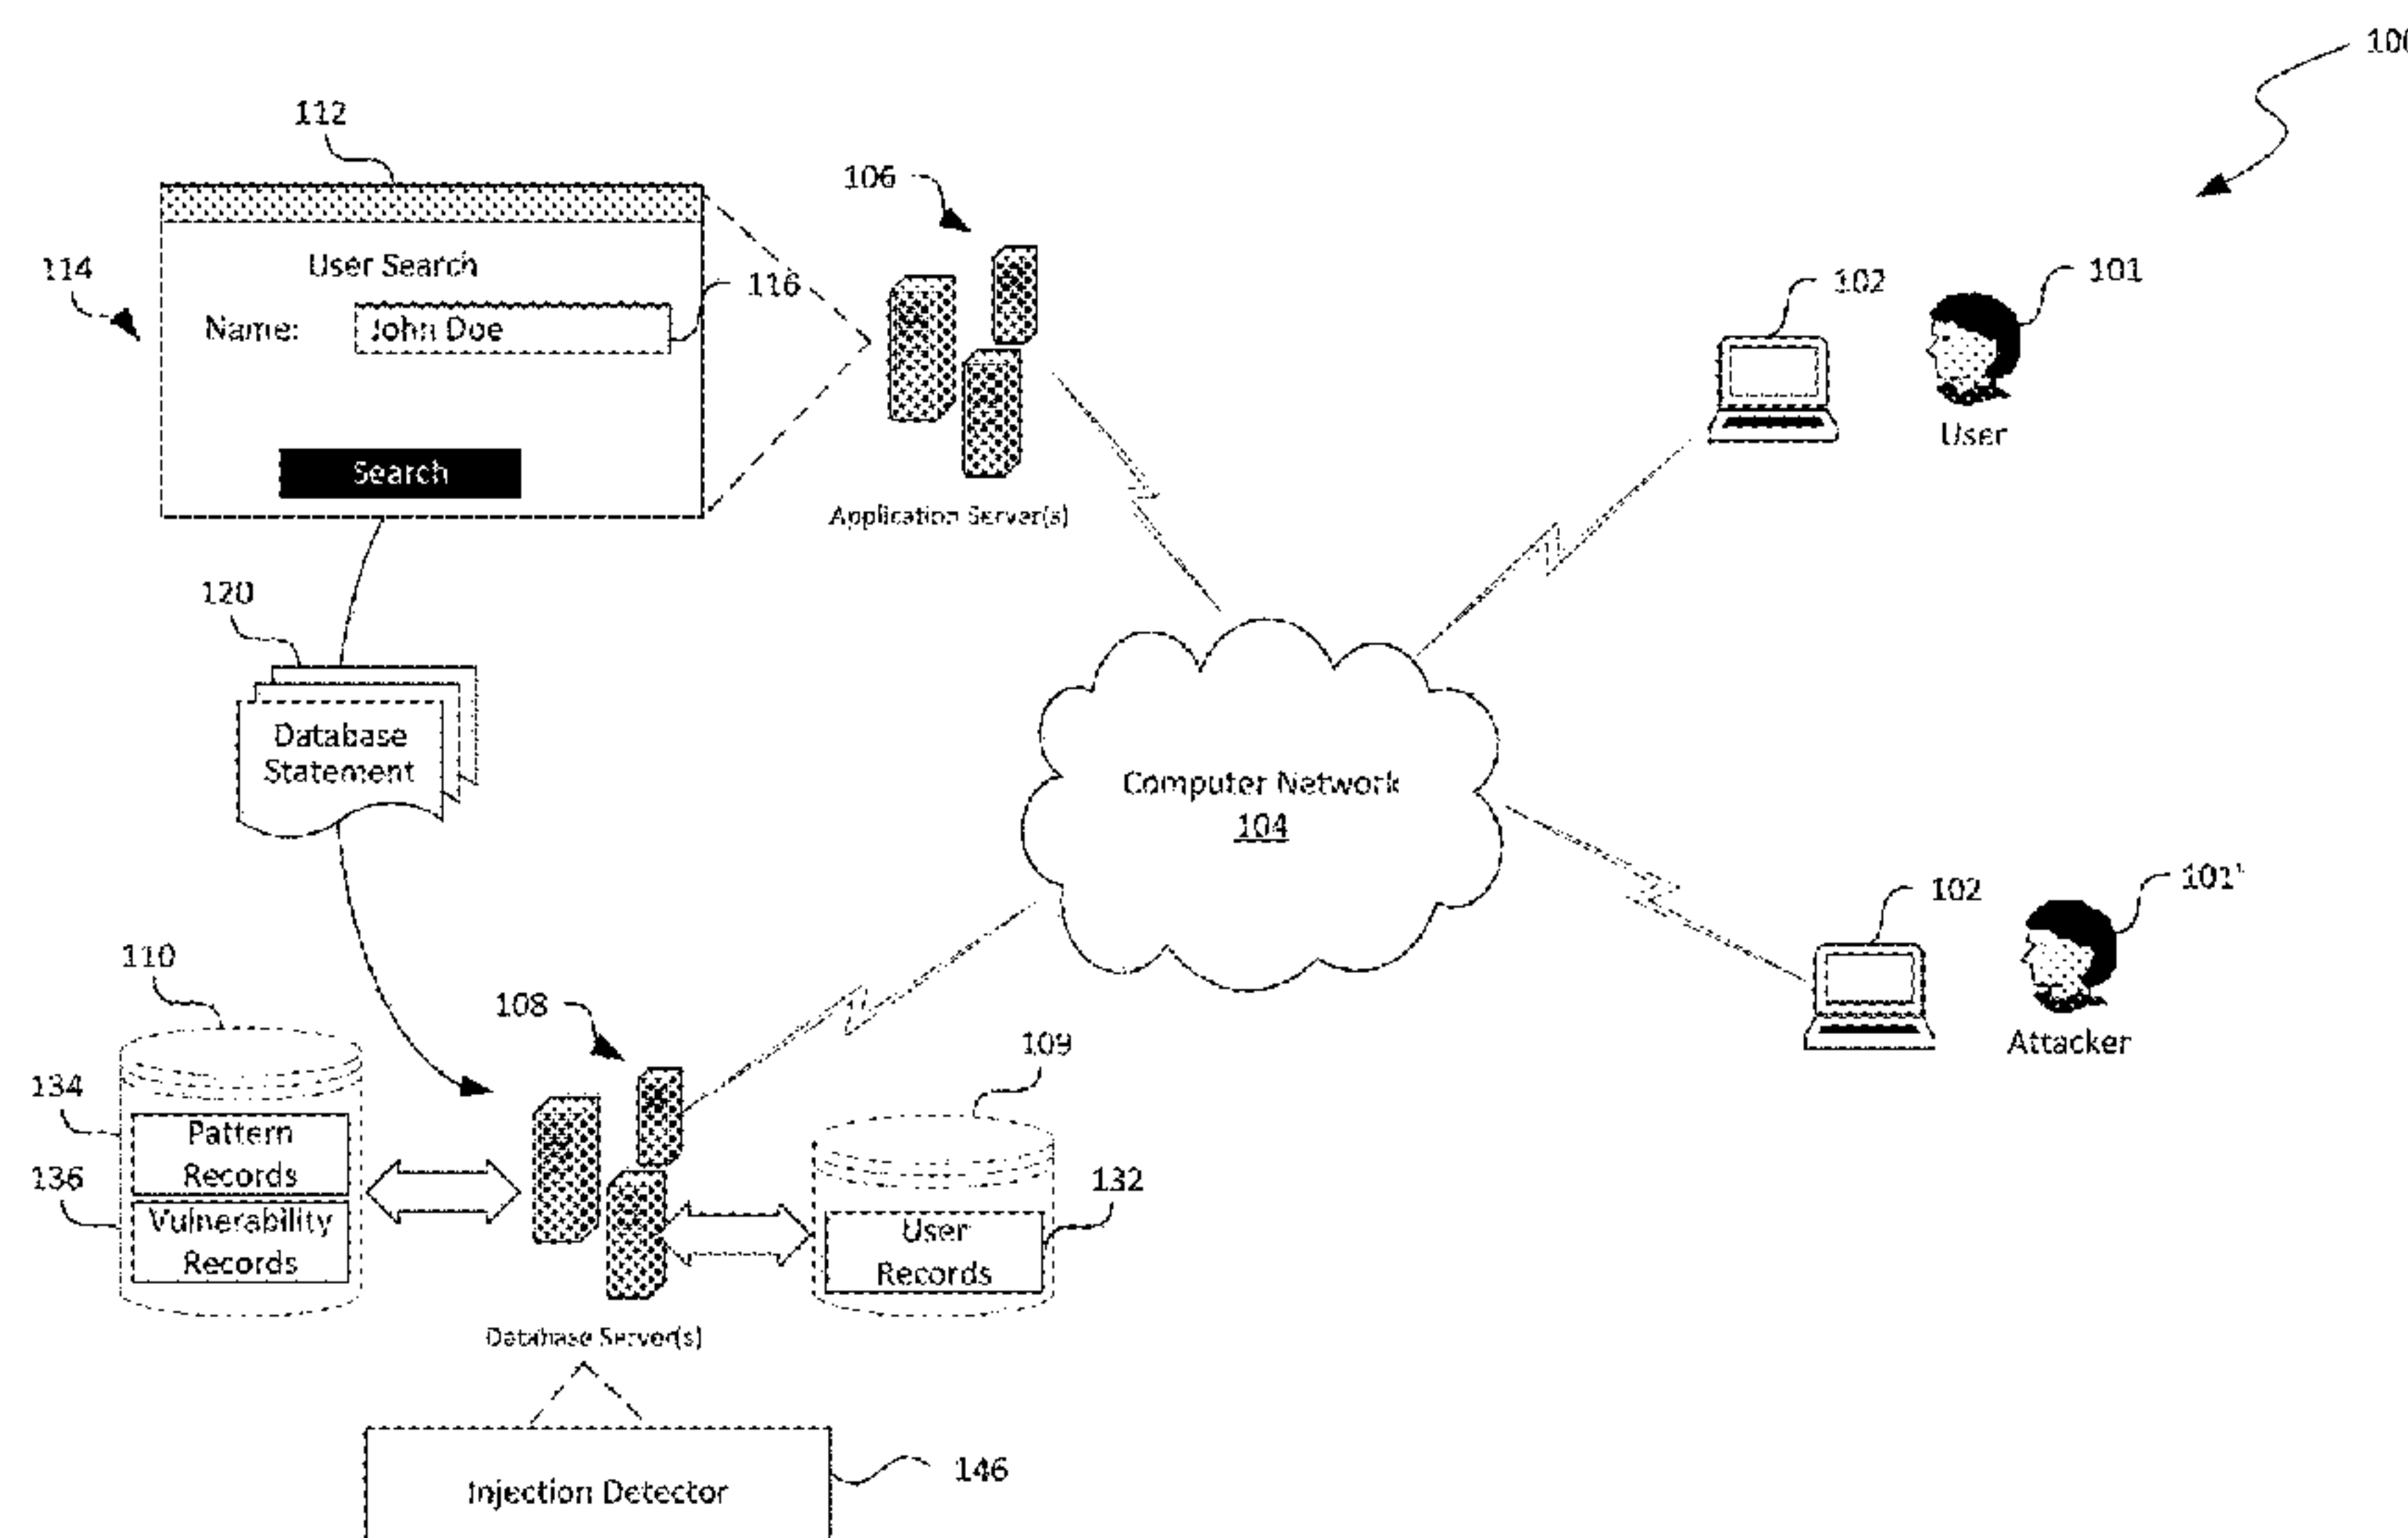 100
112
106
114
User Search
116
Name:
John Doe
Search
Application Server(s)
102
101
User
120
Database
Statement
Computer Network
104
102
101'
Attacker
110
108
109
134
Pattern
Records
136
Vulnerability
Records
132
User
Records
Database Server(s)
Injection Detector
146